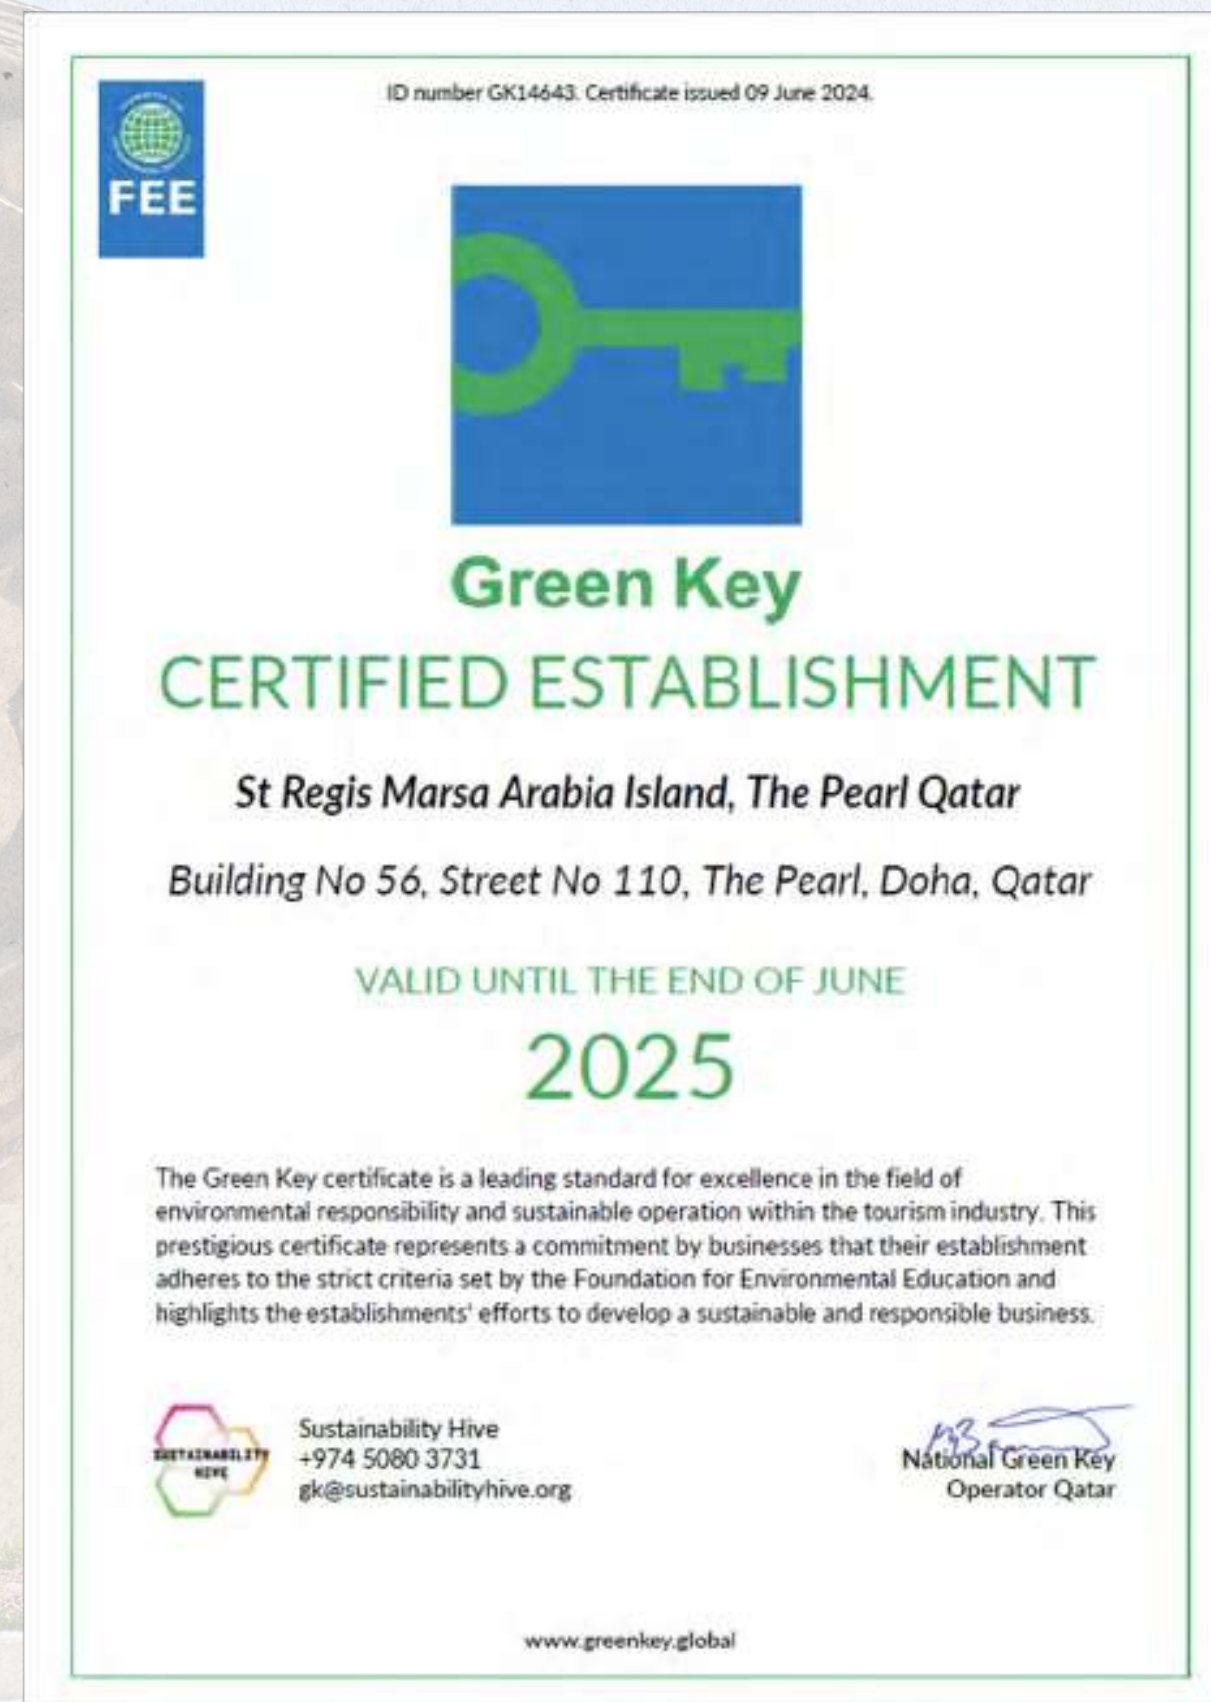 ID number GK14643. Certificate issued 09 June 2024.
FEE
Green Key
CERTIFIED ESTABLISHMENT
St Regis Marsa Arabia Island, The Pearl Qatar
Building No 56, Street No 110, The Pearl, Doha, Qatar
VALID UNTIL THE END OF JUNE
2025
The Green Key certificate is a leading standard for excellence in the field of
environmental responsibility and sustainable operation within the tourism industry. This
prestigious certificate represents a commitment by businesses that their establishment
adheres to the strict criteria set by the Foundation for Environmental Education and
highlights the establishments' efforts to develop a sustainable and responsible business.
SUSTAINABILITY
HIVE
Sustainability Hive
+974 5080 3731
gk@sustainabilityhive.org
National Green Key
Operator Qatar
www.greenkey.global